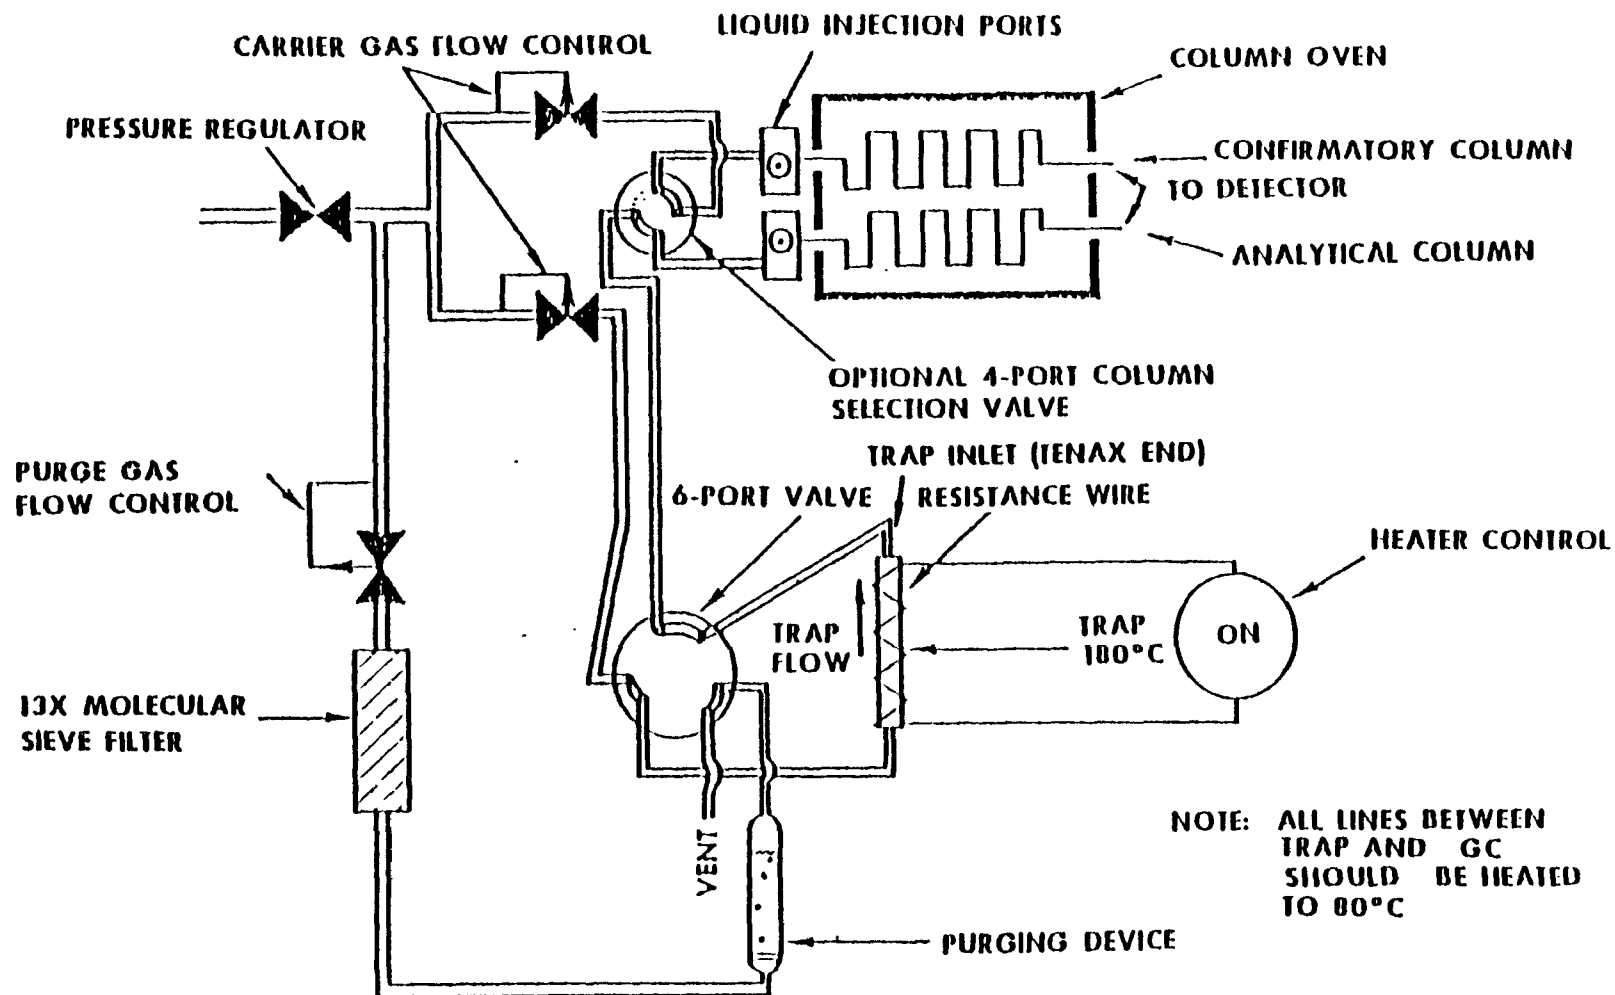 LIQUID INJECTION PORTS
CARRIER GAS FLOW CONTROL
COLUMN OVEN
PRESSURE REGULATOR
CONFIRMATORY COLUMN
TO DETECTOR
ANALYTICAL COLUMN
OPTIONAL 4-PORT COLUMN
SELECTION VALVE
TRAP INLET (TENAX END)
PURGE GAS
FLOW CONTROL
6-PORT VALVE
RESISTANCE WIRE
HEATER CONTROL
TRAP
FLOW
TRAP
180°C
ON
13X MOLECULAR
SIEVE FILTER
VENT
NOTE: ALL LINES BETWEEN
TRAP AND GC
SHOULD BE HEATED
TO 80°C
PURGING DEVICE